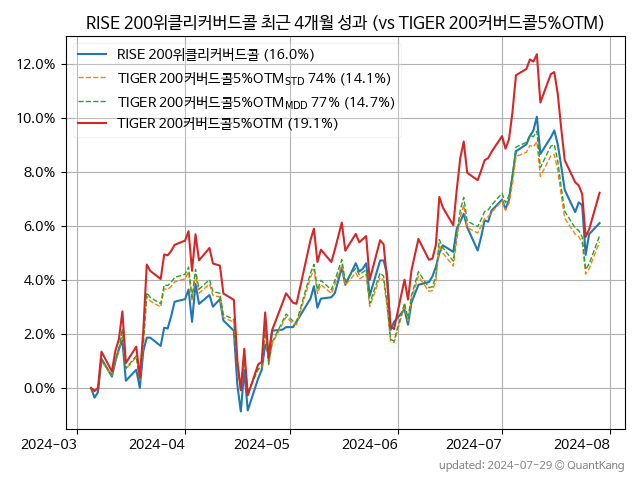 RISE 200위클리커버드콜 최근 4개월 성과 (vs TIGER 200커버드콜5%OTM)
RISE 200위클리커버드콜 (16.0%)
TIGER 200커버드콜5%OTM_STD 74% (14.1%)
TIGER 200커버드콜5%OTM_MDD 77% (14.7%)
TIGER 200커버드콜5%OTM (19.1%)
12.0%
10.0%
8.0%
6.0%
4.0%
2.0%
0.0%
2024-03 2024-04 2024-05 2024-06 2024-07 2024-08
updated: 2024-07-29 © QuantKang